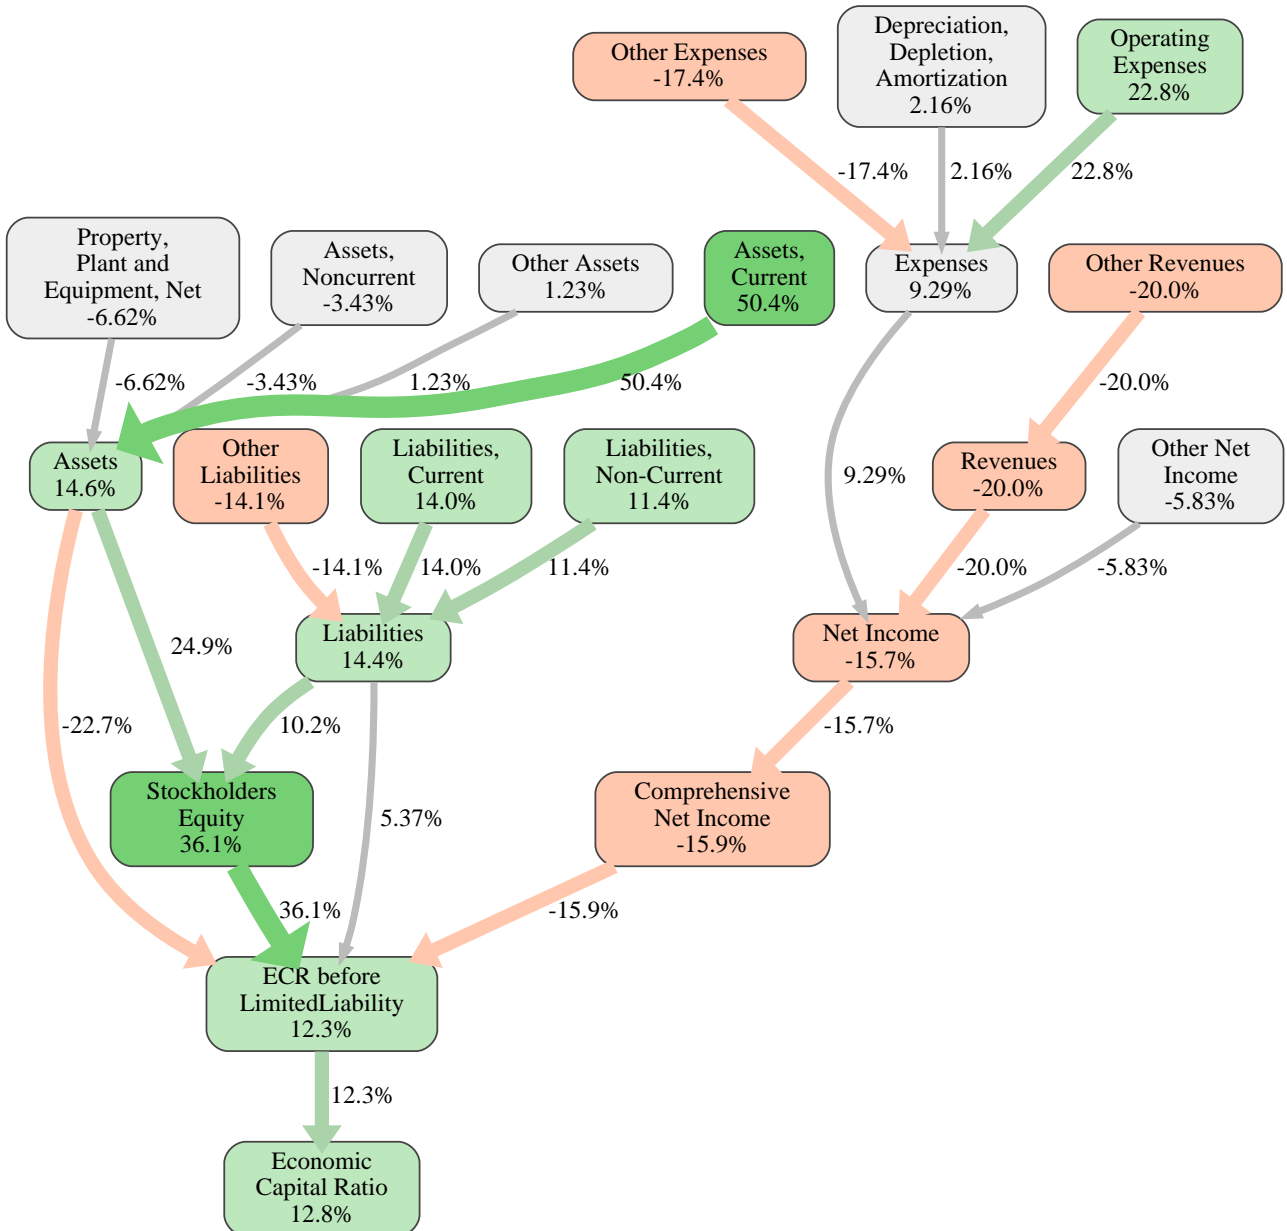 Other Expenses
-17.4%
Depreciation,
Depletion,
Amortization
2.16%
Operating
Expenses
22.8%
-17.4%
2.16%
22.8%
Property,
Plant and
Equipment, Net
-6.62%
Assets,
Noncurrent
-3.43%
Other Assets
1.23%
Assets,
Current
50.4%
Expenses
9.29%
Other Revenues
-20.0%
-6.62%
-3.43%
1.23%
50.4%
-20.0%
Assets
14.6%
Other
Liabilities
-14.1%
Liabilities,
Current
14.0%
Liabilities,
Non-Current
11.4%
9.29%
Revenues
-20.0%
Other Net
Income
-5.83%
-14.1%
14.0%
11.4%
-20.0%
-5.83%
24.9%
Liabilities
14.4%
Net Income
-15.7%
-22.7%
10.2%
-15.7%
Stockholders
Equity
36.1%
5.37%
Comprehensive
Net Income
-15.9%
36.1%
-15.9%
ECR before
LimitedLiability
12.3%
12.3%
Economic
Capital Ratio
12.8%